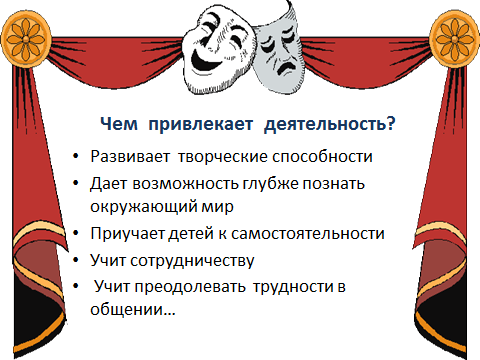 Чем привлекает деятельность?
• Развивает творческие способности
• Дает возможность глубже познать
окружающий мир
• Приучает детей к самостоятельности
• Учит сотрудничеству
• Учит преодолевать трудности в
общении…